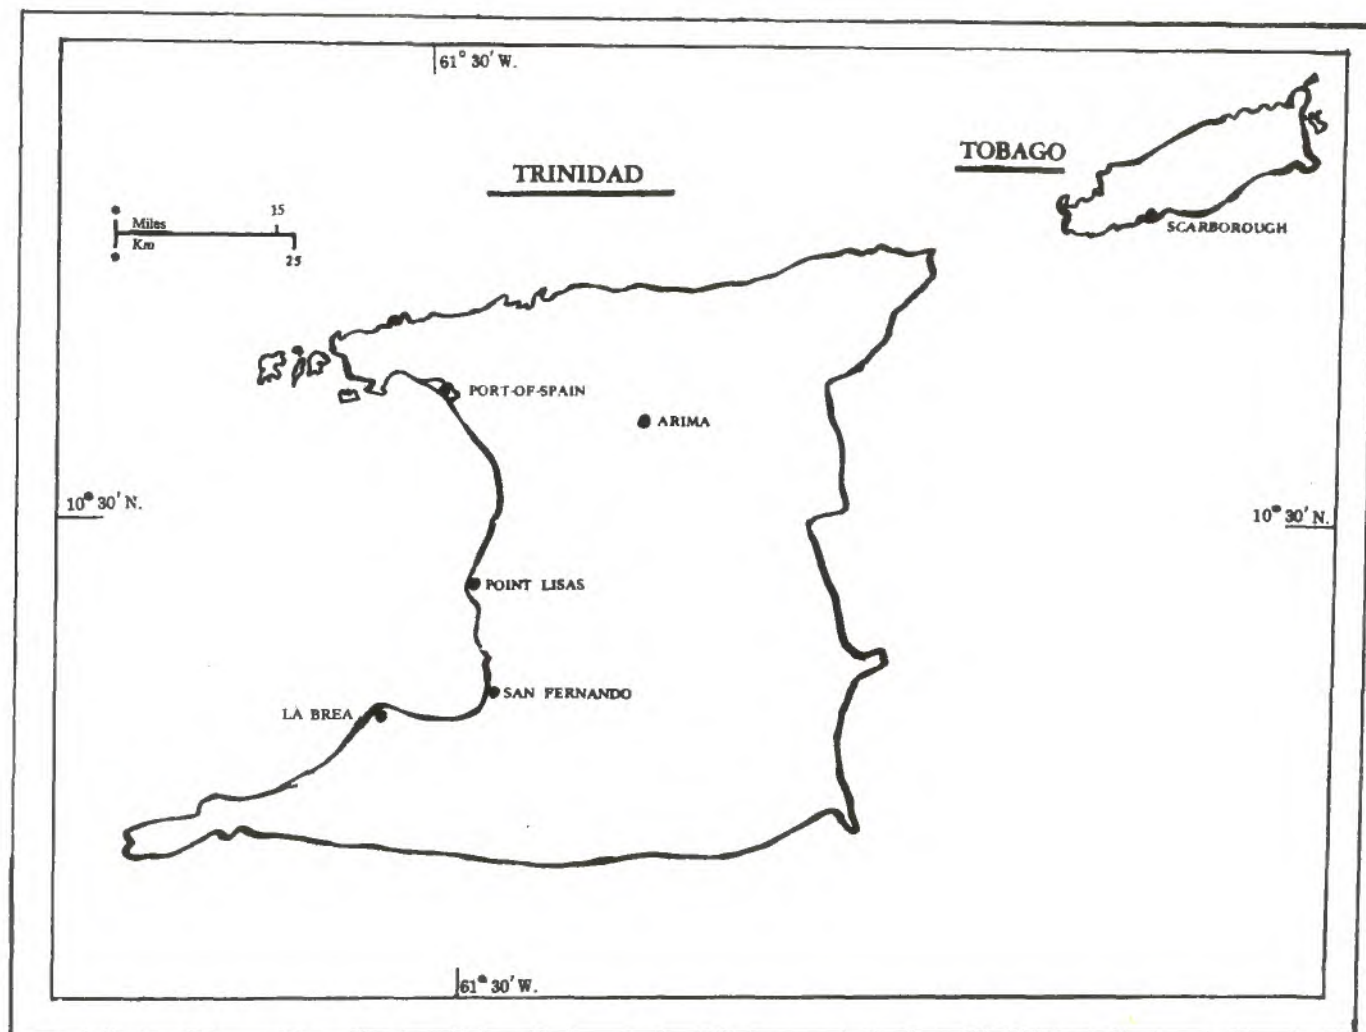 61° 30′ W.
TRINIDAD
TOBAGO
15
Miles
Km
25
SCARBOROUGH
PORT-OF-SPAIN
ARIMA
10° 30′ N.
10° 30′ N.
POINT LISAS
SAN FERNANDO
LA BREA
61° 30′ W.